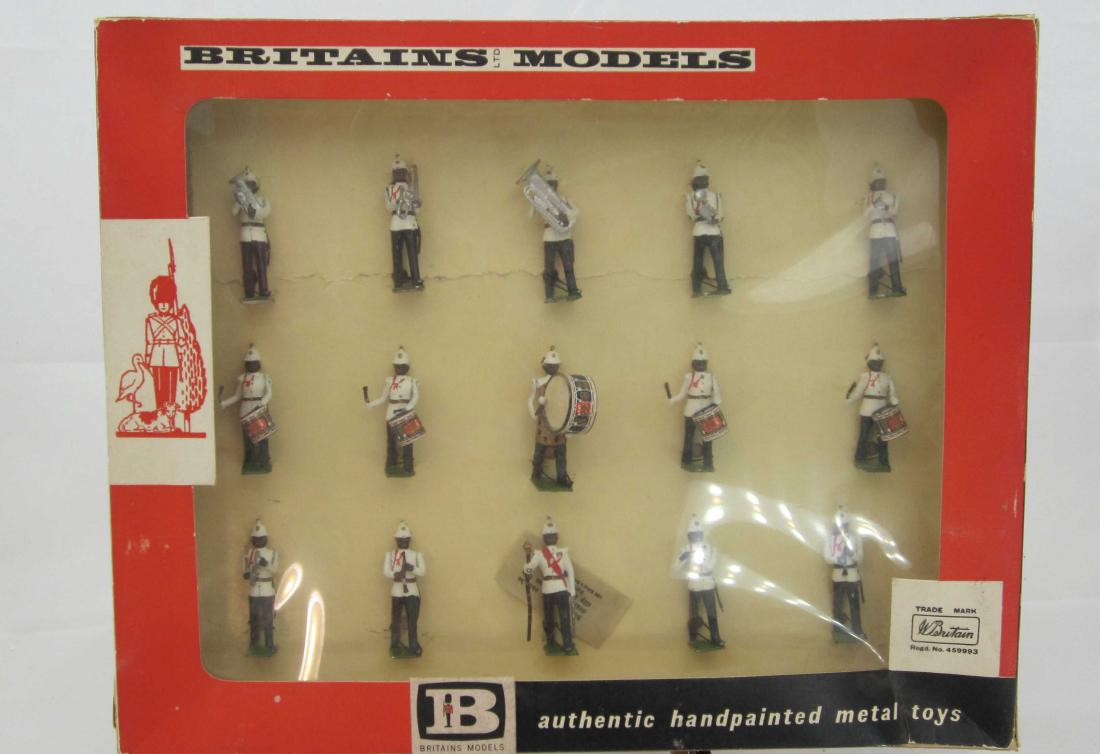 BRITAINS LTD MODELS
TRADE MARK
W. Britain
Regd. No. 459993
B
BRITAINS MODELS
authentic handpainted metal toys